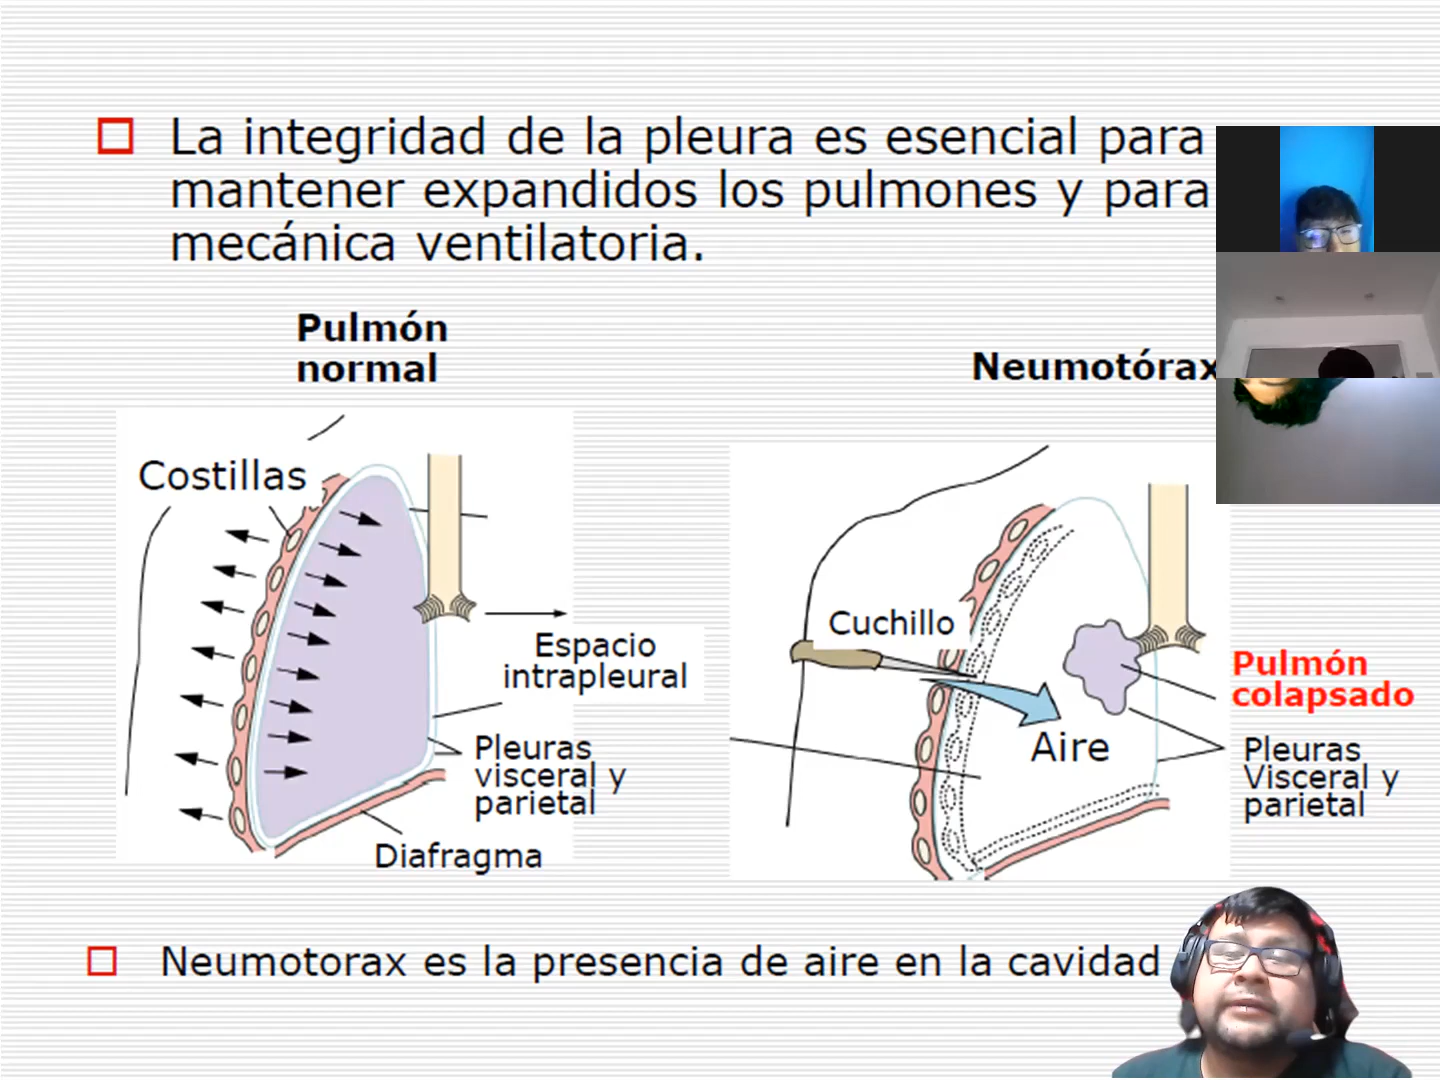 La integridad de la pleura es esencial para
mantener expandidos los pulmones y para
mecánica ventilatoria.
Pulmón
normal
Neumotórax
Costillas
Espacio
intrapleural
Pleuras
visceral y
parietal
Diafragma
Cuchillo
Aire
Pulmón
colapsado
Pleuras
Visceral y
parietal
Neumotorax es la presencia de aire en la cavidad